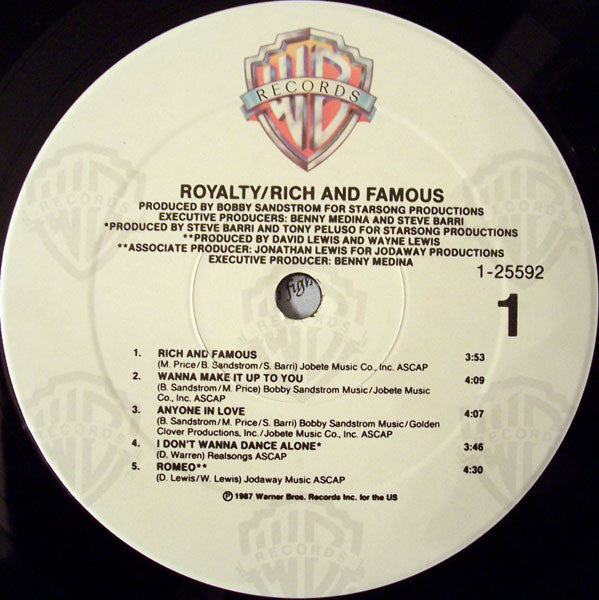 WB
RECORDS
ROYALTY/RICH AND FAMOUS
PRODUCED BY BOBBY SANDSTROM FOR STARSONG PRODUCTIONS
EXECUTIVE PRODUCERS: BENNY MEDINA AND STEVE BARRI
*PRODUCED BY STEVE BARRI AND TONY PELUSO FOR STARSONG PRODUCTIONS
**PRODUCED BY DAVID LEWIS AND WAYNE LEWIS
**ASSOCIATE PRODUCER: JONATHAN LEWIS FOR JODAWAY PRODUCTIONS
EXECUTIVE PRODUCER: BENNY MEDINA
1-25592
1
1. RICH AND FAMOUS 3:53
(M. Price/B. Sandstrom/S. Barri) Jobete Music Co., Inc. ASCAP
2. WANNA MAKE IT UP TO YOU 4:09
(B. Sandstrom/M. Price) Bobby Sandstrom Music/Jobete Music
Co., Inc. ASCAP
3. ANYONE IN LOVE 4:07
(B. Sandstrom/M. Price/S. Barri) Bobby Sandstrom Music/Golden
Clover Productions, Inc./Jobete Music Co., Inc. ASCAP
4. I DON'T WANNA DANCE ALONE* 3:46
(D. Warren) Realsongs ASCAP
5. ROMEO** 4:30
(D. Lewis/W. Lewis) Jodaway Music ASCAP
℗ 1987 Warner Bros. Records Inc. for the US